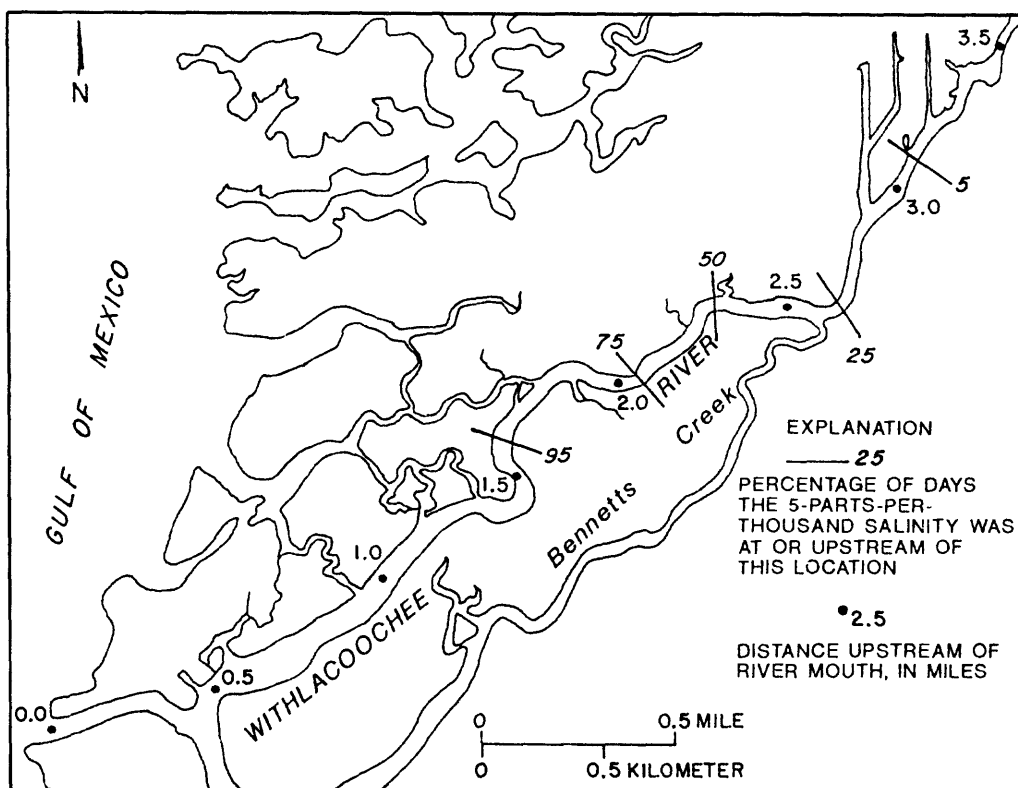 N
3.5
5
3.0
GULF OF MEXICO
50
2.5
25
75
2.0
RIVER
Creek
95
1.5
Bennetts
1.0
WITHLACOOCHEE
0.5
0.0
EXPLANATION
25
PERCENTAGE OF DAYS
THE 5-PARTS-PER-
THOUSAND SALINITY WAS
AT OR UPSTREAM OF
THIS LOCATION
2.5
DISTANCE UPSTREAM OF
RIVER MOUTH, IN MILES
0 0.5 MILE
0 0.5 KILOMETER